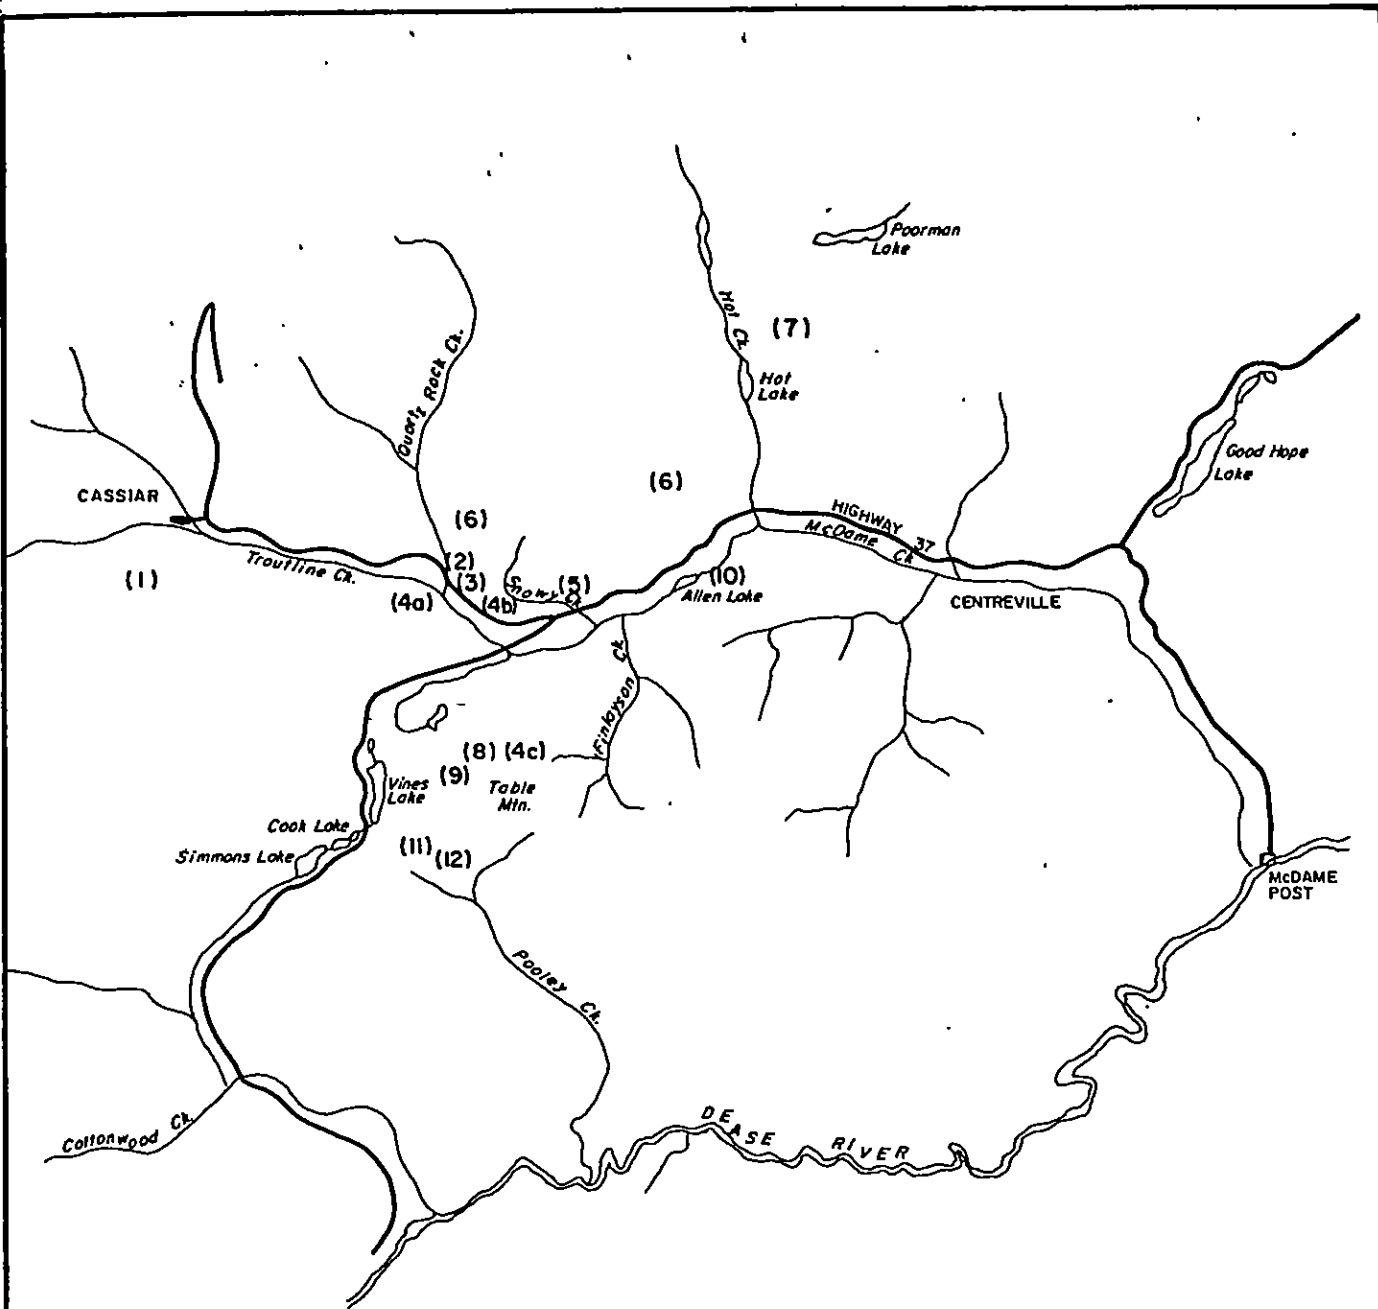 Poorman
Lake
Hot Ck.
(7)
Quartz Rock Ck.
Hot
Lake
Good Hope
Lake
CASSIAR
(6)
(6)
HIGHWAY 37
McDame Ck
Troutline Ck.
(1)
(2)
(3)
(4a)
(4b)
Snowy Ck
(5)
(10)
Allen Lake
CENTREVILLE
Finlayson Ck.
(8) (4c)
(9)
Table
Mtn.
Vines
Lake
Cook Lake
Simmons Lake
(11)
(12)
McDAME
POST
Pooley Ck.
Cottonwood Ck.
DEASE RIVER